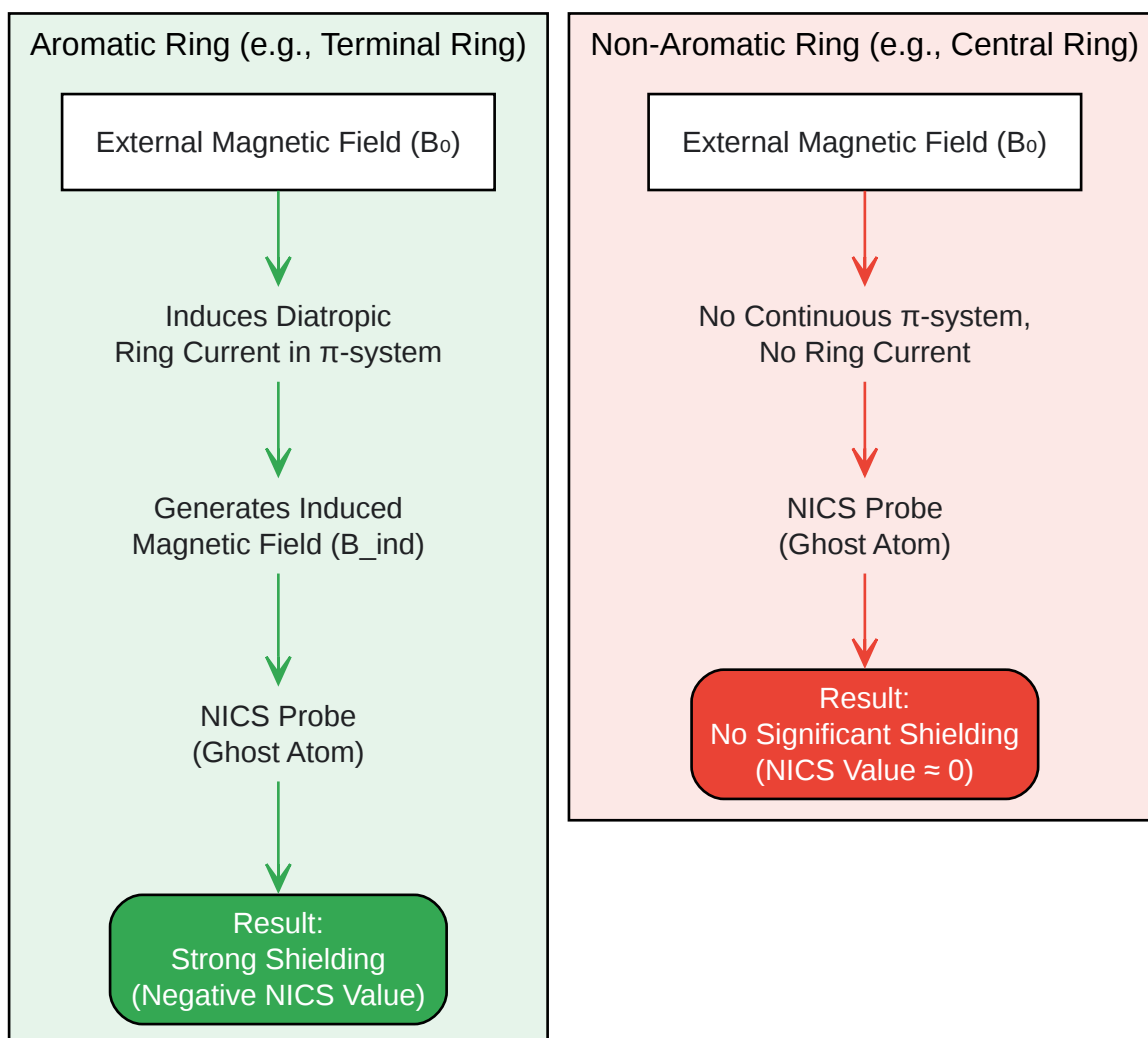 Aromatic Ring (e.g., Terminal Ring)
External Magnetic Field (B₀)
Induces Diatropic
Ring Current in π-system
Generates Induced
Magnetic Field (B_ind)
NICS Probe
(Ghost Atom)
Result:
Strong Shielding
(Negative NICS Value)
Non-Aromatic Ring (e.g., Central Ring)
External Magnetic Field (B₀)
No Continuous π-system,
No Ring Current
NICS Probe
(Ghost Atom)
Result:
No Significant Shielding
(NICS Value ≈ 0)